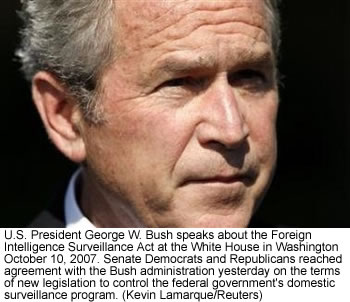 U.S. President George W. Bush speaks about the Foreign
Intelligence Surveillance Act at the White House in Washington
October 10, 2007. Senate Democrats and Republicans reached
agreement with the Bush administration yesterday on the terms
of new legislation to control the federal government's domestic
surveillance program. (Kevin Lamarque/Reuters)